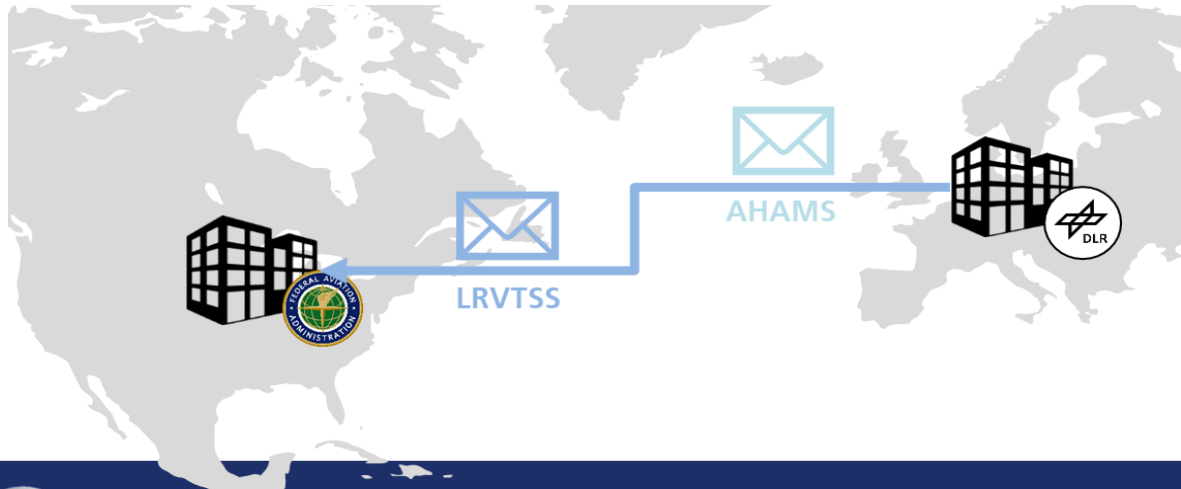 AHAMS
DLR
LRVTSS
FEDERAL AVIATION
ADMINISTRATION